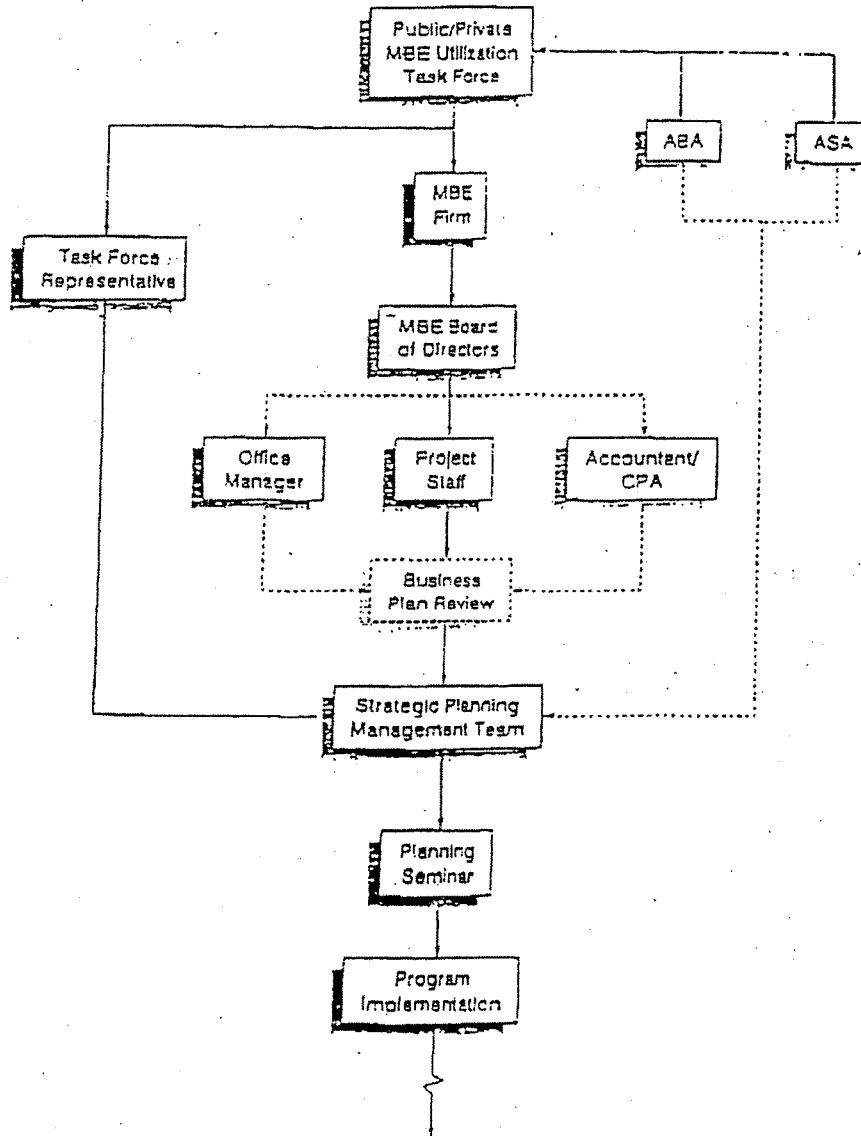 Public/Private
MBE Utilization
Task Force
ABA
ASA
MBE
Firm
Task Force
Representative
MBE Board
of Directors
Office
Manager
Project
Staff
Accountant/
CPA
Business
Plan Review
Strategic Planning
Management Team
Planning
Seminar
Program
Implementation